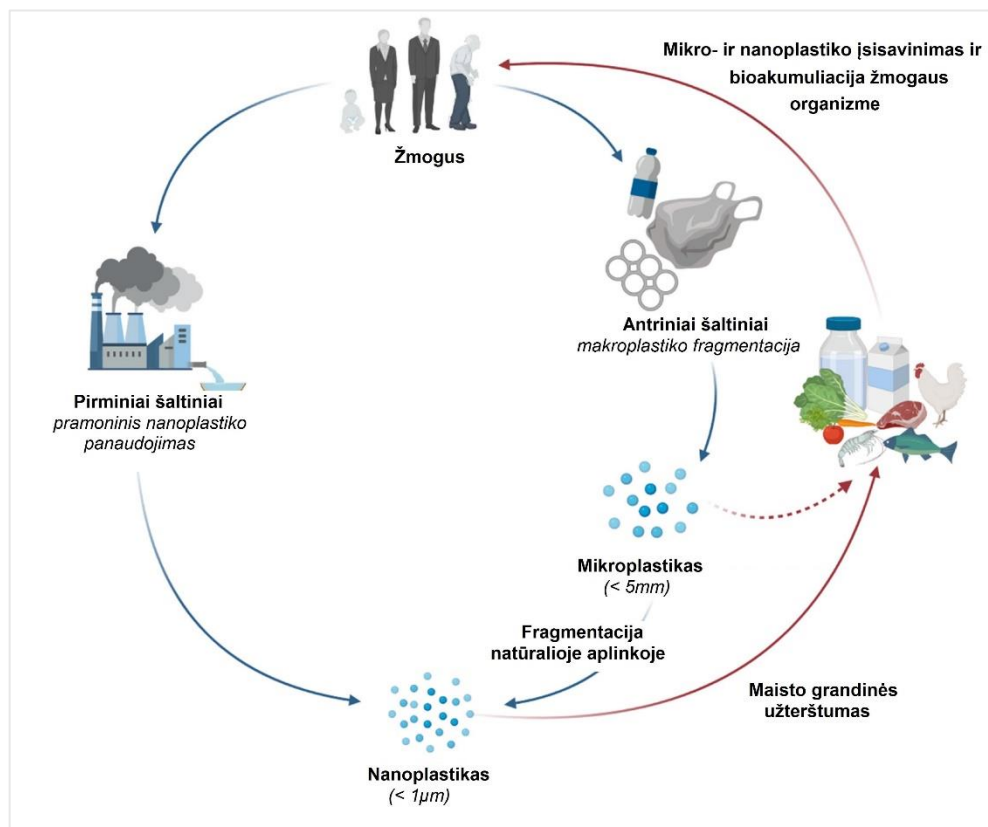 Mikro- ir nanoplastiko įsisavinimas ir
bioakumuliacija žmogaus
organizme
Žmogus
Antriniai šaltiniai
makroplastiko fragmentacija
Pirminiai šaltiniai
pramoninis nanoplastiko
panaudojimas
Mikroplastikas
(< 5mm)
Fragmentacija
natūralioje aplinkoje
Maisto grandinės
užterštumas
Nanoplastikas
(< 1µm)